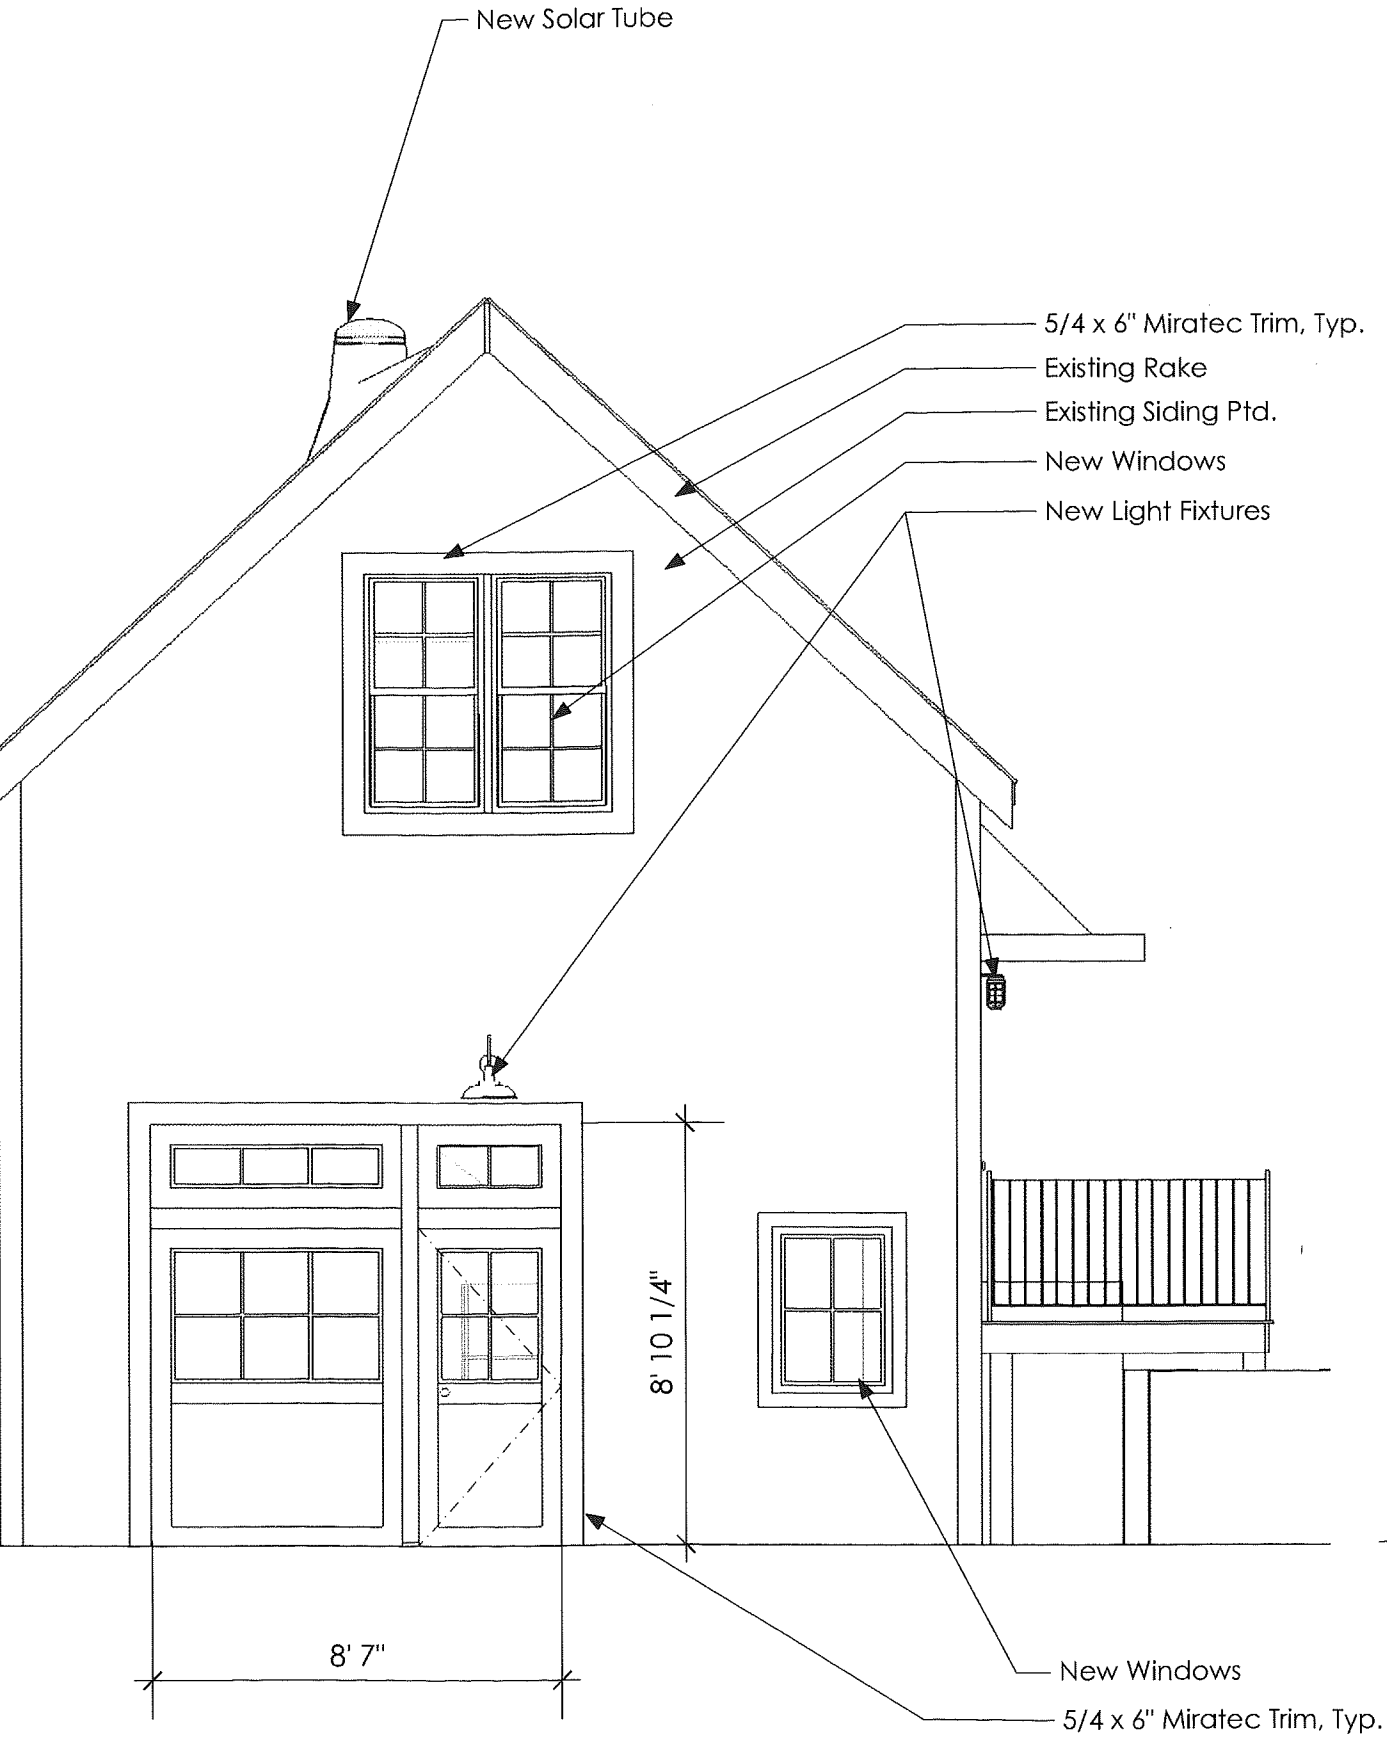 New Solar Tube
5/4 x 6" Miratec Trim, Typ.
Existing Rake
Existing Siding Ptd.
New Windows
New Light Fixtures
8' 10 1/4"
8' 7"
New Windows
5/4 x 6" Miratec Trim, Typ.